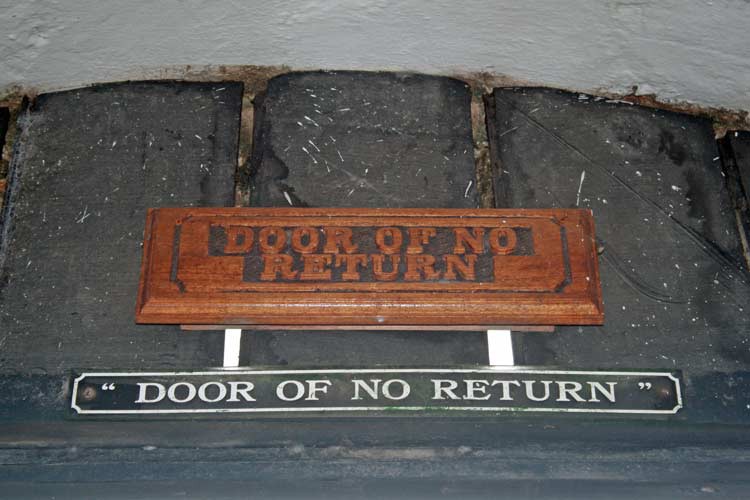 DOOR OF NO
RETURN
“ DOOR OF NO RETURN ”